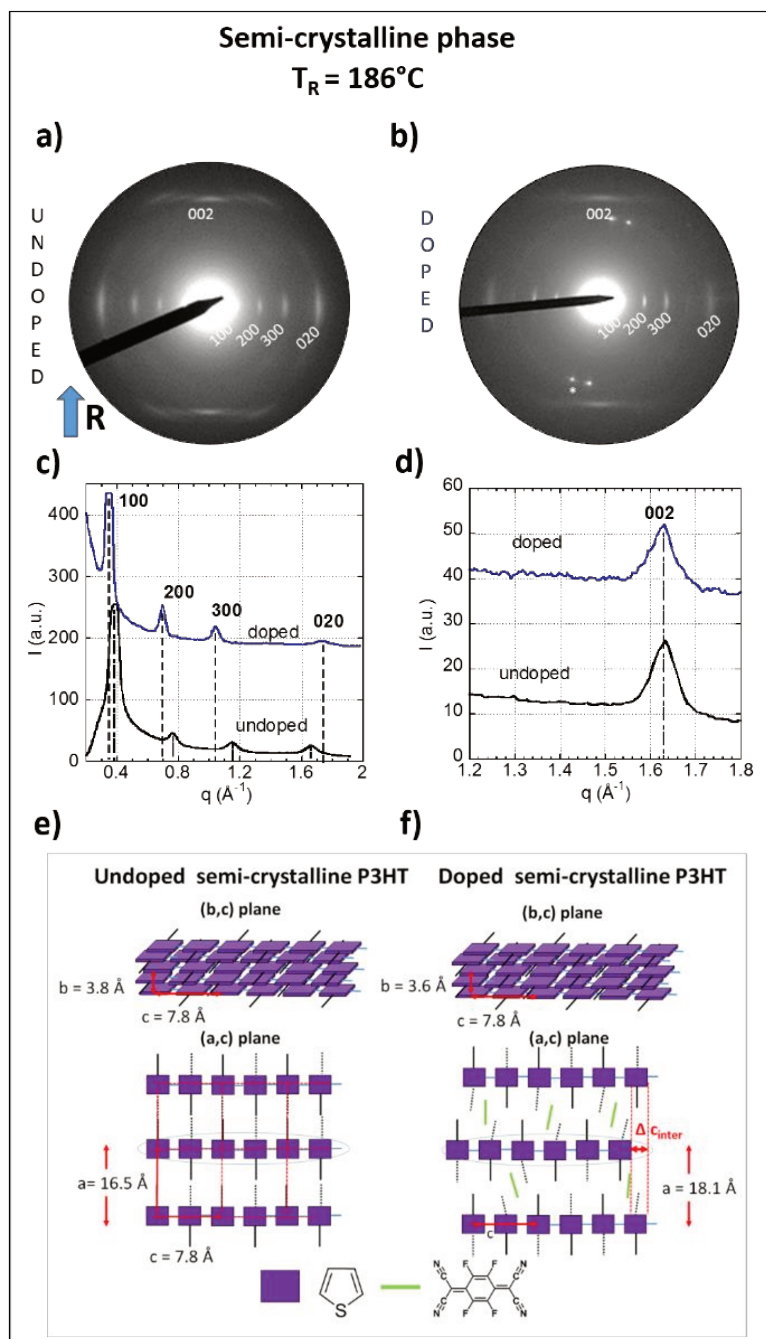 Semi-crystalline phase
T_R = 186°C
a)
b)
UNDOPED
DOPED
002
100
200
300
020
002
100
200
300
020
*
R
c)
d)
400
300
200
100
0
I (a.u.)
100
200
300
020
doped
undoped
0.4
0.8
1.2
1.6
2
q (Å⁻¹)
60
50
40
30
20
10
0
I (a.u.)
002
doped
undoped
1.2
1.3
1.4
1.5
1.6
1.7
1.8
q (Å⁻¹)
e)
f)
Undoped semi-crystalline P3HT
Doped semi-crystalline P3HT
(b,c) plane
(b,c) plane
b = 3.8 Å
c = 7.8 Å
b = 3.6 Å
c = 7.8 Å
(a,c) plane
(a,c) plane
a= 16.5 Å
c = 7.8 Å
Δ c_inter
a = 18.1 Å
c
S
N
N
F
F
F
F
N
N